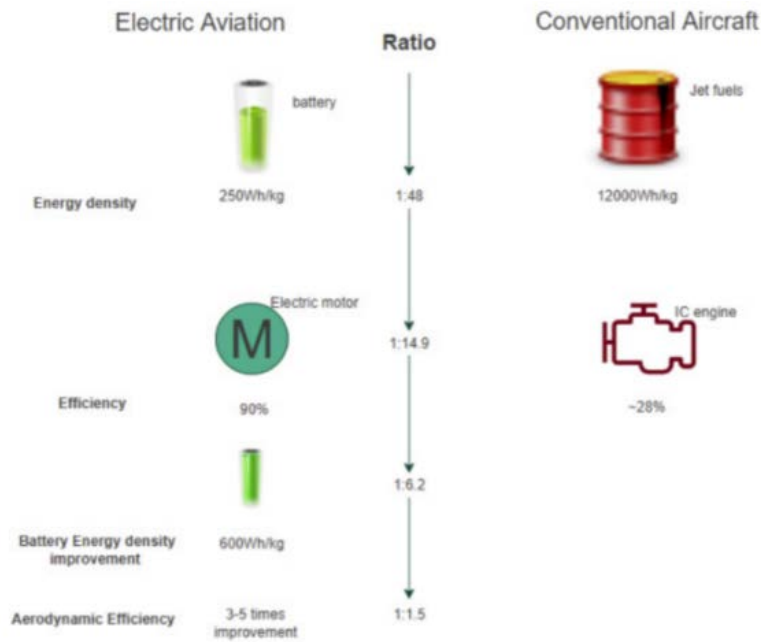 Electric Aviation
Ratio
Conventional Aircraft
battery
Jet fuels
Energy density
250Wh/kg
1:48
12000Wh/kg
Electric motor
IC engine
M
1:14.9
Efficiency
90%
~28%
1:6.2
Battery Energy density
improvement
600Wh/kg
Aerodynamic Efficiency
3-5 times
improvement
1:1.5